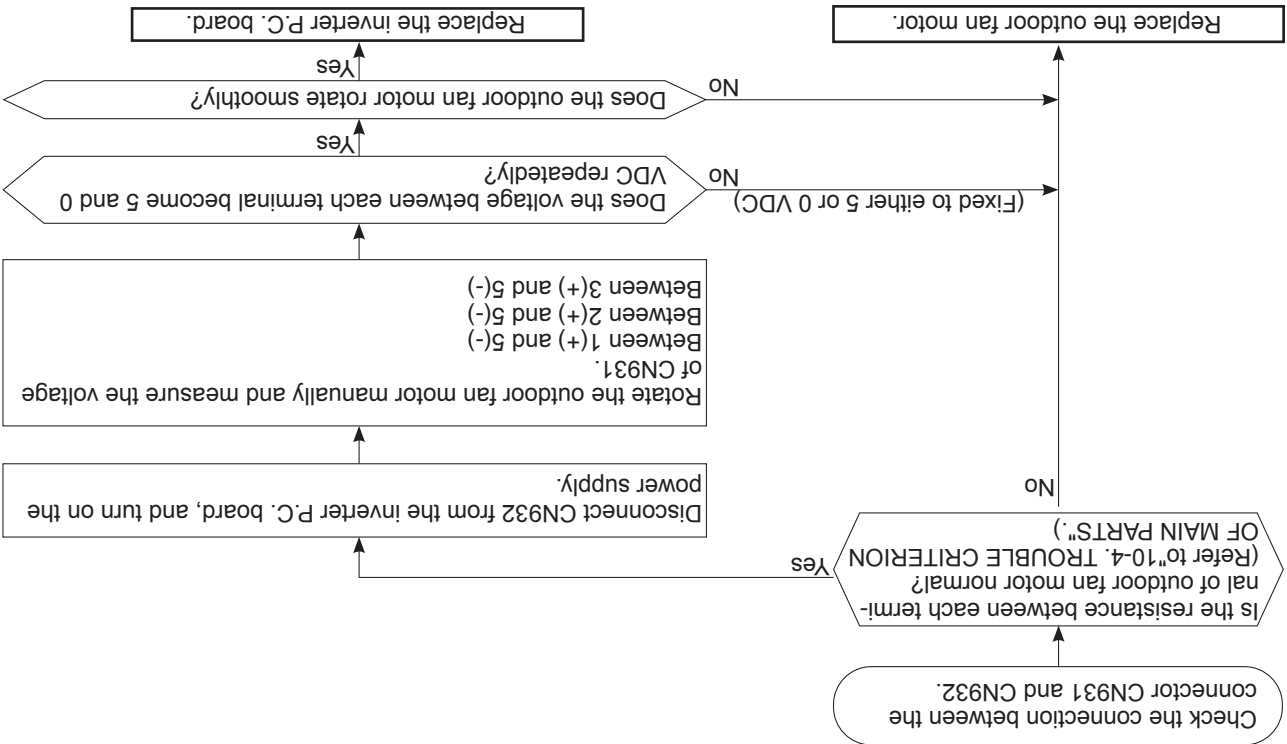 Check the connection between the
connector CN931 and CN932.
Is the resistance between each termi-
nal of outdoor fan motor normal?
(Refer to"10-4. TROUBLE CRITERION
OF MAIN PARTS".)
Yes
No
Disconnect CN932 from the inverter P.C. board, and turn on the
power supply.
Rotate the outdoor fan motor manually and measure the voltage
of CN931.
Between 1(+) and 5(-)
Between 2(+) and 5(-)
Between 3(+) and 5(-)
Does the voltage between each terminal become 5 and 0
VDC repeatedly?
(Fixed to either 5 or 0 VDC)
No
Yes
Does the outdoor fan motor rotate smoothly?
No
Yes
Replace the outdoor fan motor.
Replace the inverter P.C. board.